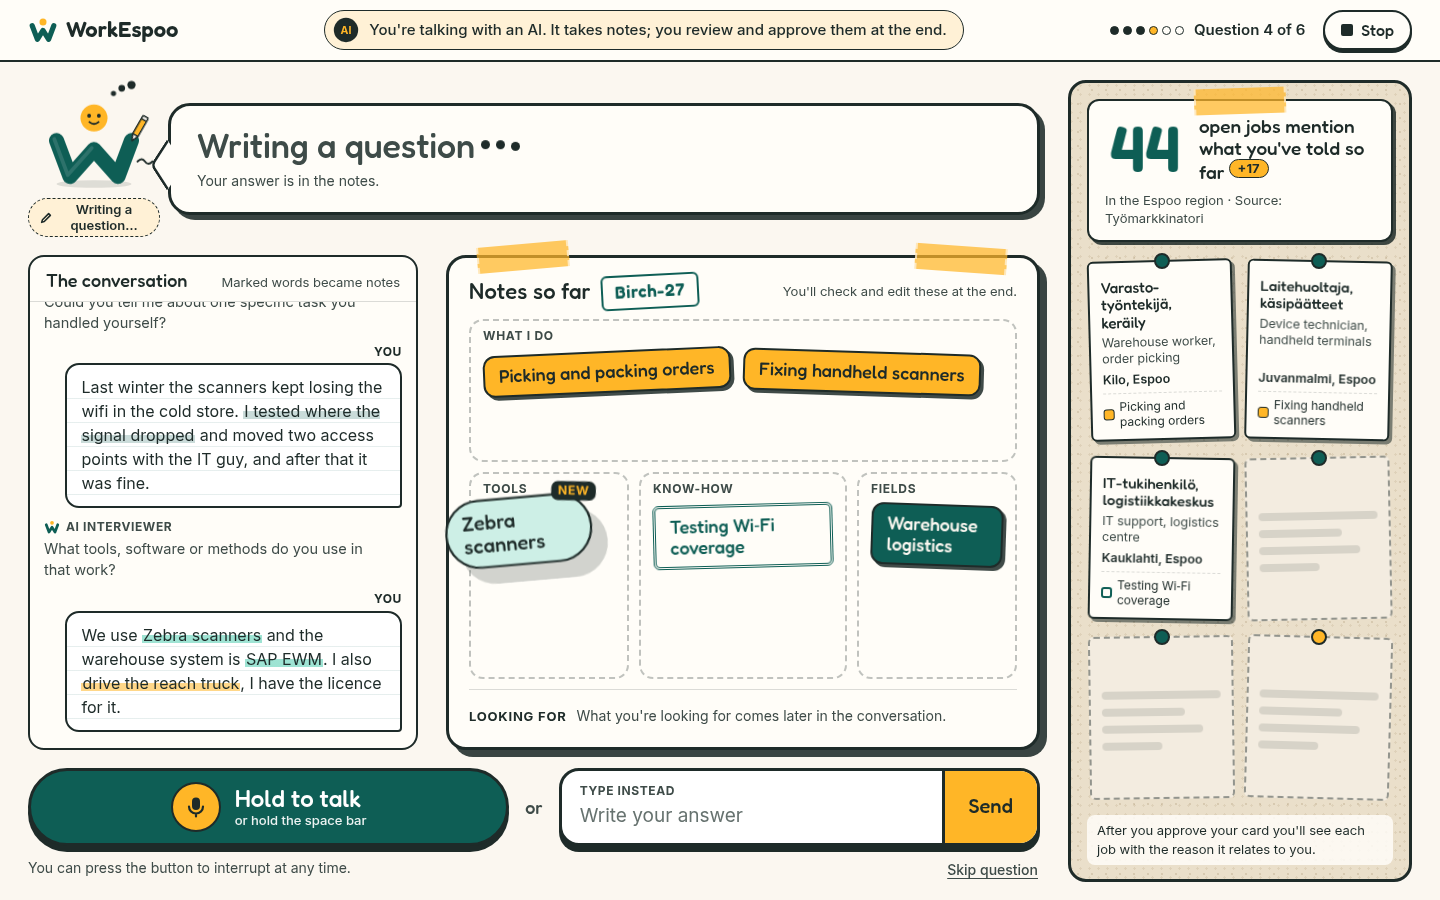 WorkEspoo
AI
You're talking with an AI. It takes notes; you review and approve them at the end.
Question 4 of 6
Stop
Writing a question
Your answer is in the notes.
Writing a
question...
The conversation
Marked words became notes
Could you tell me about one specific task you
handled yourself?
YOU
Last winter the scanners kept losing the
wifi in the cold store. I tested where the
signal dropped and moved two access
points with the IT guy, and after that it
was fine.
AI INTERVIEWER
What tools, software or methods do you use in
that work?
YOU
We use Zebra scanners and the
warehouse system is SAP EWM. I also
drive the reach truck, I have the licence
for it.
Notes so far
Birch-27
You'll check and edit these at the end.
WHAT I DO
Picking and packing orders
Fixing handheld scanners
TOOLS
NEW
Zebra
scanners
KNOW-HOW
Testing Wi-Fi
coverage
FIELDS
Warehouse
logistics
LOOKING FOR
What you're looking for comes later in the conversation.
Hold to talk
or hold the space bar
or
TYPE INSTEAD
Write your answer
Send
You can press the button to interrupt at any time.
Skip question
44
open jobs mention
what you've told so
far +17
In the Espoo region · Source:
Työmarkkinatori
Varasto-
työntekijä,
keräily
Warehouse worker,
order picking
Kilo, Espoo
Picking and
packing orders
Laitehuoltaja,
käsipäätteet
Device technician,
handheld terminals
Juvanmalmi, Espoo
Fixing handheld
scanners
IT-tukihenkilö,
logistiikkakeskus
IT support, logistics
centre
Kauklahti, Espoo
Testing Wi-Fi
coverage
After you approve your card you'll see each
job with the reason it relates to you.